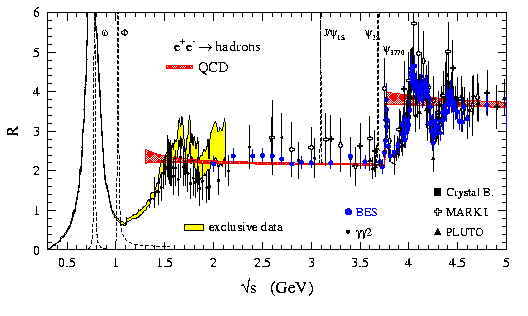 6
5
4
3
2
1
0
R
ω Φ J/ψ1S ψ2S
ψ3770
e+e- → hadrons
QCD
exclusive data
BES
γγ2
Crystal B.
MARK I
PLUTO
0.5 1 1.5 2 2.5 3 3.5 4 4.5 5
√s (GeV)